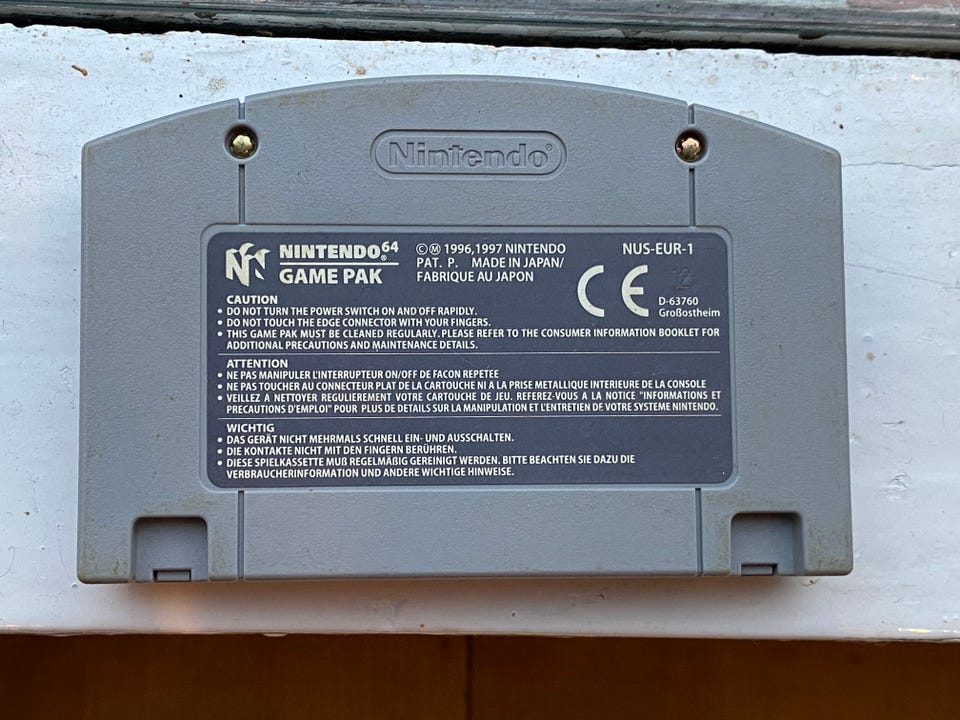 Nintendo®
NINTENDO64®
GAME PAK
©Ⓜ 1996,1997 NINTENDO
PAT. P. MADE IN JAPAN/
FABRIQUE AU JAPON
NUS-EUR-1
12
CE
D-63760
Großostheim
CAUTION
• DO NOT TURN THE POWER SWITCH ON AND OFF RAPIDLY.
• DO NOT TOUCH THE EDGE CONNECTOR WITH YOUR FINGERS.
• THIS GAME PAK MUST BE CLEANED REGULARLY. PLEASE REFER TO THE CONSUMER INFORMATION BOOKLET FOR
ADDITIONAL PRECAUTIONS AND MAINTENANCE DETAILS.
ATTENTION
• NE PAS MANIPULER L'INTERRUPTEUR ON/OFF DE FACON REPETEE
• NE PAS TOUCHER AU CONNECTEUR PLAT DE LA CARTOUCHE NI A LA PRISE METALLIQUE INTERIEURE DE LA CONSOLE
• VEILLEZ A NETTOYER REGULIEREMENT VOTRE CARTOUCHE DE JEU. REFEREZ-VOUS A LA NOTICE "INFORMATIONS ET
PRECAUTIONS D'EMPLOI" POUR PLUS DE DETAILS SUR LA MANIPULATION ET L'ENTRETIEN DE VOTRE SYSTEME NINTENDO.
WICHTIG
• DAS GERÄT NICHT MEHRMALS SCHNELL EIN- UND AUSSCHALTEN.
• DIE KONTAKTE NICHT MIT DEN FINGERN BERÜHREN.
• DIESE SPIELKASSETTE MUß REGELMÄßIG GEREINIGT WERDEN. BITTE BEACHTEN SIE DAZU DIE
VERBRAUCHERINFORMATION UND ANDERE WICHTIGE HINWEISE.